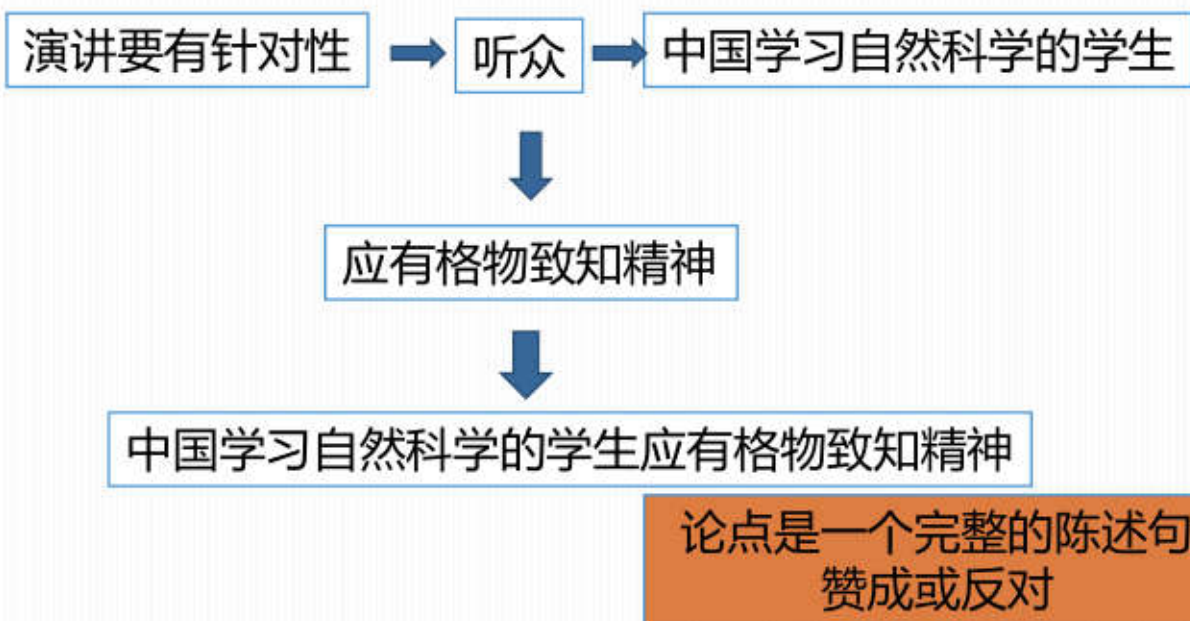 演讲要有针对性
听众
中国学习自然科学的学生
应有格物致知精神
中国学习自然科学的学生应有格物致知精神
论点是一个完整的陈述句
赞成或反对